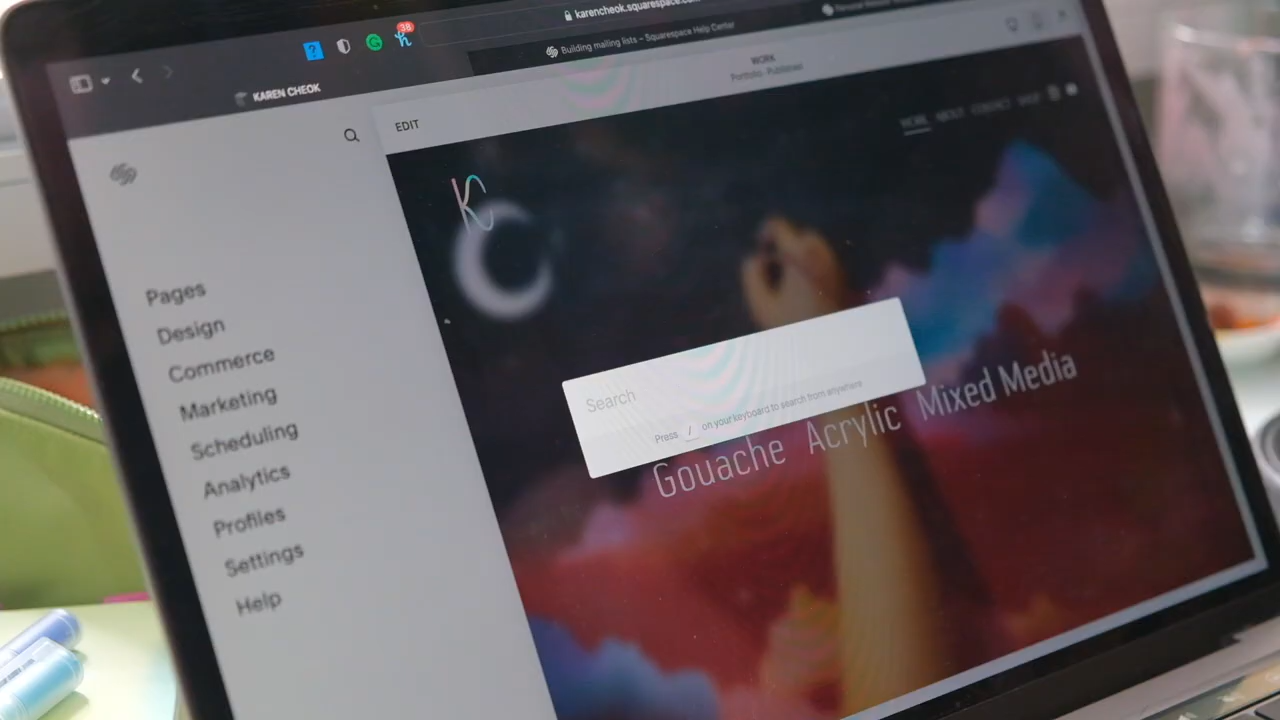 karencheok.squarespace.com
38
Building mailing lists – Squarespace Help Center
KAREN CHEOK
WORK
Portfolio · Published
EDIT
WORK ABOUT CONTACT SHOP
K
Pages
Design
Commerce
Marketing
Scheduling
Analytics
Profiles
Settings
Help
Search
Press / on your keyboard to search from anywhere
Gouache Acrylic Mixed Media